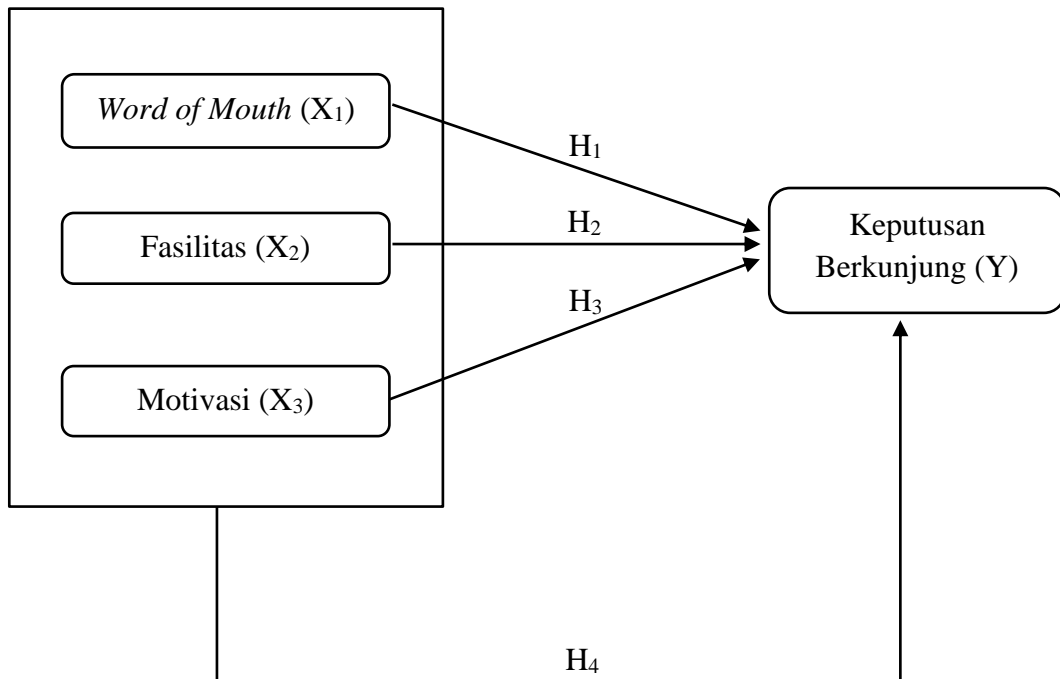 Word of Mouth (X₁)
H₁
Fasilitas (X₂)
H₂
Keputusan
Berkunjung (Y)
H₃
Motivasi (X₃)
H₄